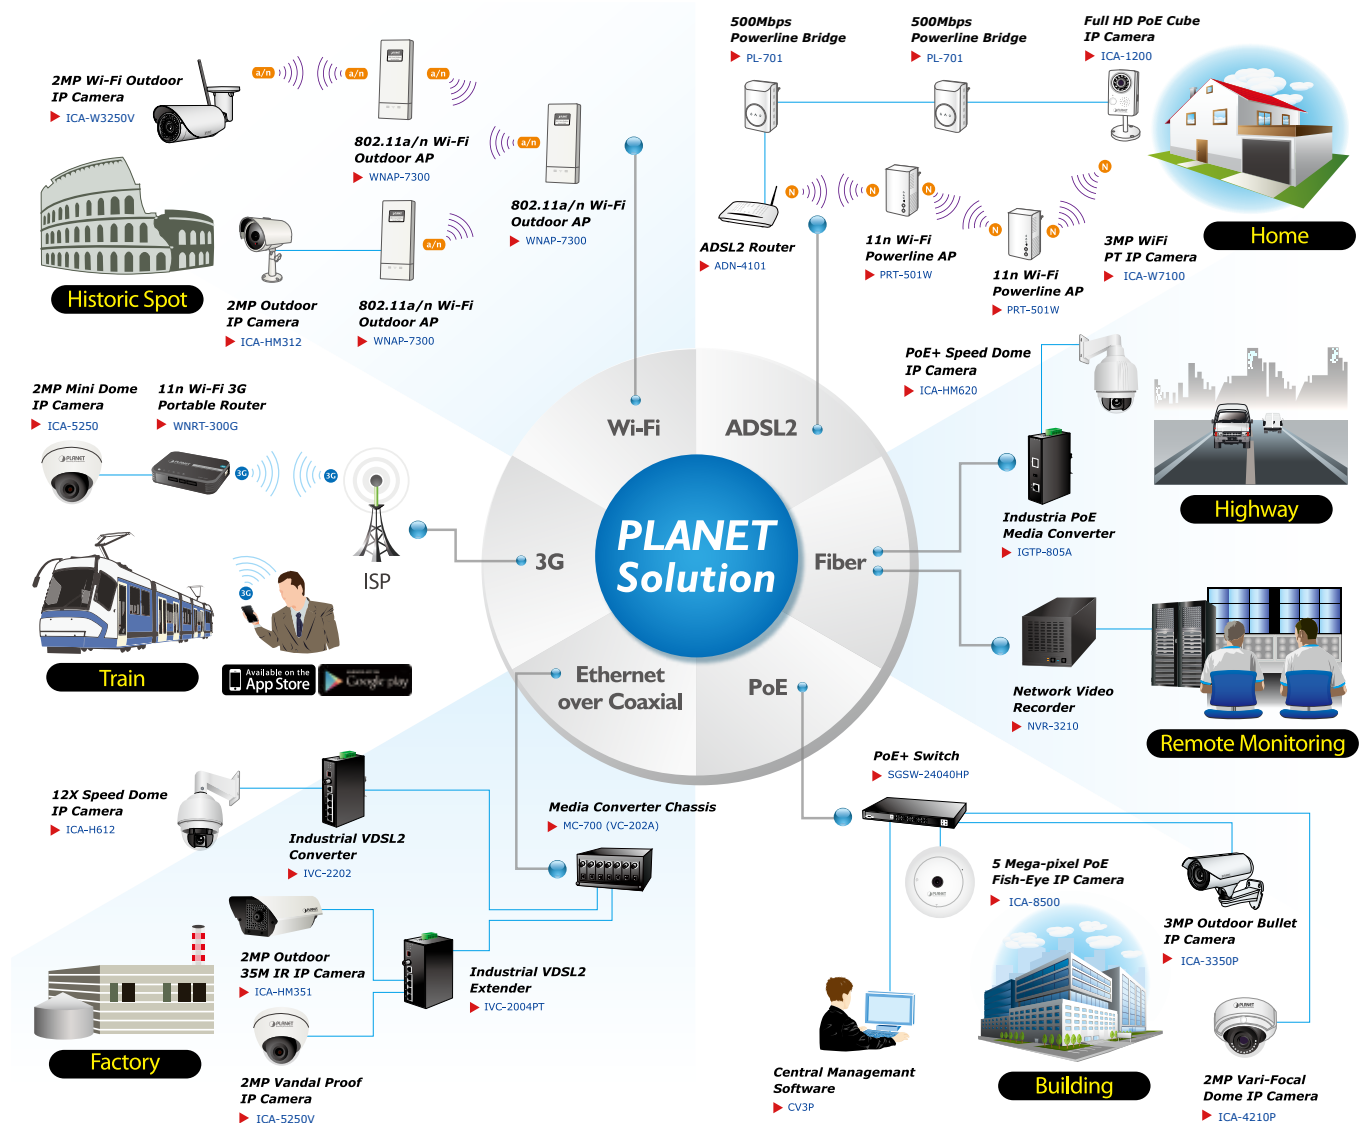 2MP Wi-Fi Outdoor
IP Camera
ICA-W3250V
a/n
a/n
a/n
802.11a/n Wi-Fi
Outdoor AP
WNAP-7300
a/n
802.11a/n Wi-Fi
Outdoor AP
WNAP-7300
Historic Spot
2MP Outdoor
IP Camera
ICA-HM312
a/n
802.11a/n Wi-Fi
Outdoor AP
WNAP-7300
500Mbps
Powerline Bridge
PL-701
500Mbps
Powerline Bridge
PL-701
Full HD PoE Cube
IP Camera
ICA-1200
N
N
N
N
N
ADSL2 Router
ADN-4101
11n Wi-Fi
Powerline AP
PRT-501W
11n Wi-Fi
Powerline AP
PRT-501W
3MP WiFi
PT IP Camera
ICA-W7100
Home
2MP Mini Dome
IP Camera
ICA-5250
11n Wi-Fi 3G
Portable Router
WNRT-300G
PLANET
3G
3G
ISP
3G
Train
Available on the
App Store
Google play
Wi-Fi
ADSL2
3G
PLANET
Solution
Fiber
Ethernet
over Coaxial
PoE
PoE+ Speed Dome
IP Camera
ICA-HM620
Industria PoE
Media Converter
IGTP-805A
Highway
Network Video
Recorder
NVR-3210
Remote Monitoring
12X Speed Dome
IP Camera
ICA-H612
Industrial VDSL2
Converter
IVC-2202
Media Converter Chassis
MC-700 (VC-202A)
2MP Outdoor
35M IR IP Camera
ICA-HM351
Industrial VDSL2
Extender
IVC-2004PT
PLANET
2MP Vandal Proof
IP Camera
ICA-5250V
Factory
PoE+ Switch
SGSW-24040HP
5 Mega-pixel PoE
Fish-Eye IP Camera
ICA-8500
3MP Outdoor Bullet
IP Camera
ICA-3350P
Central Managemant
Software
CV3P
Building
PLANET
2MP Vari-Focal
Dome IP Camera
ICA-4210P